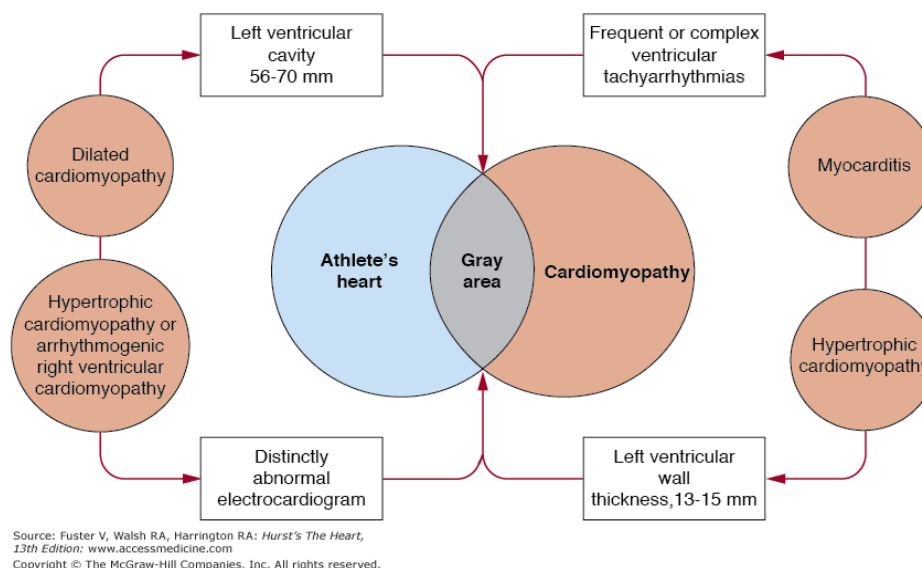 Left ventricular
cavity
56-70 mm
Frequent or complex
ventricular
tachyarrhythmias
Dilated
cardiomyopathy
Myocarditis
Athlete's
heart
Gray
area
Cardiomyopathy
Hypertrophic
cardiomyopathy or
arrhythmogenic
right ventricular
cardiomyopathy
Hypertrophic
cardiomyopathy
Distinctly
abnormal
electrocardiogram
Left ventricular
wall
thickness,13-15 mm
Source: Fuster V, Walsh RA, Harrington RA: Hurst's The Heart,
13th Edition: www.accessmedicine.com
Copyright © The McGraw-Hill Companies, Inc. All rights reserved.